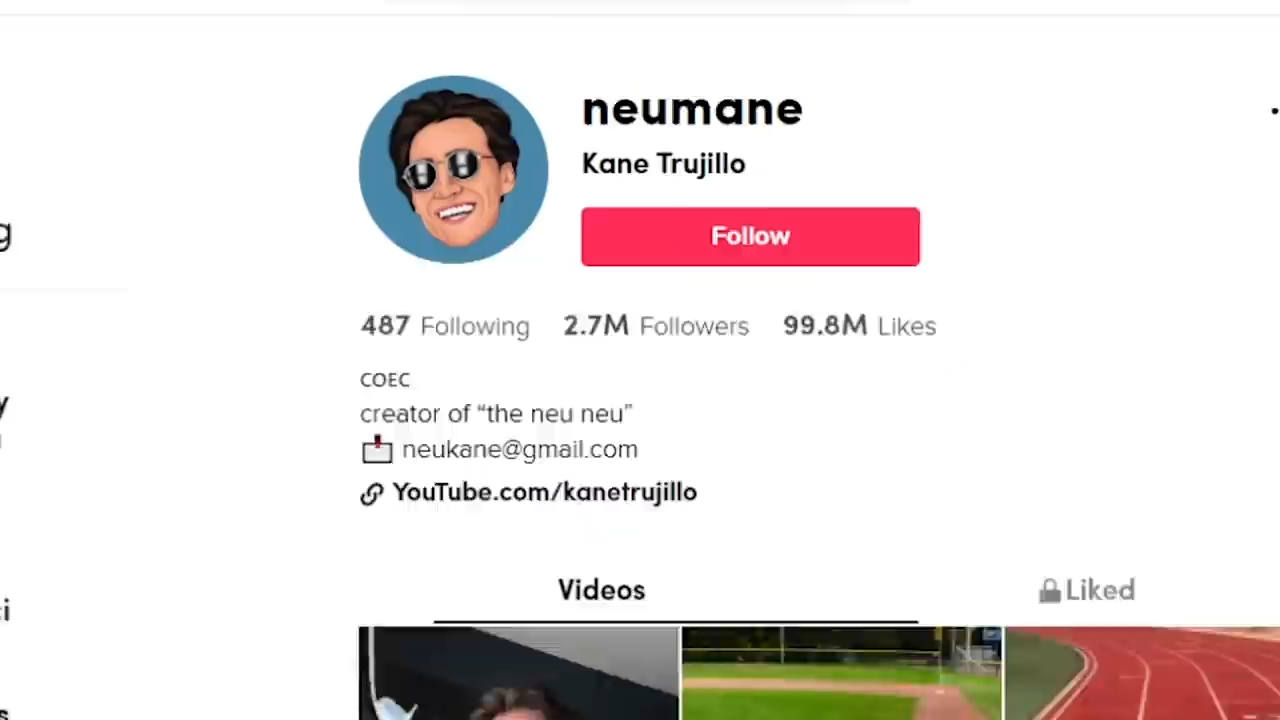 neumane
Kane Trujillo
Follow
487 Following 2.7M Followers 99.8M Likes
COEC
creator of “the neu neu”
neukane@gmail.com
YouTube.com/kanetrujillo
Videos Liked